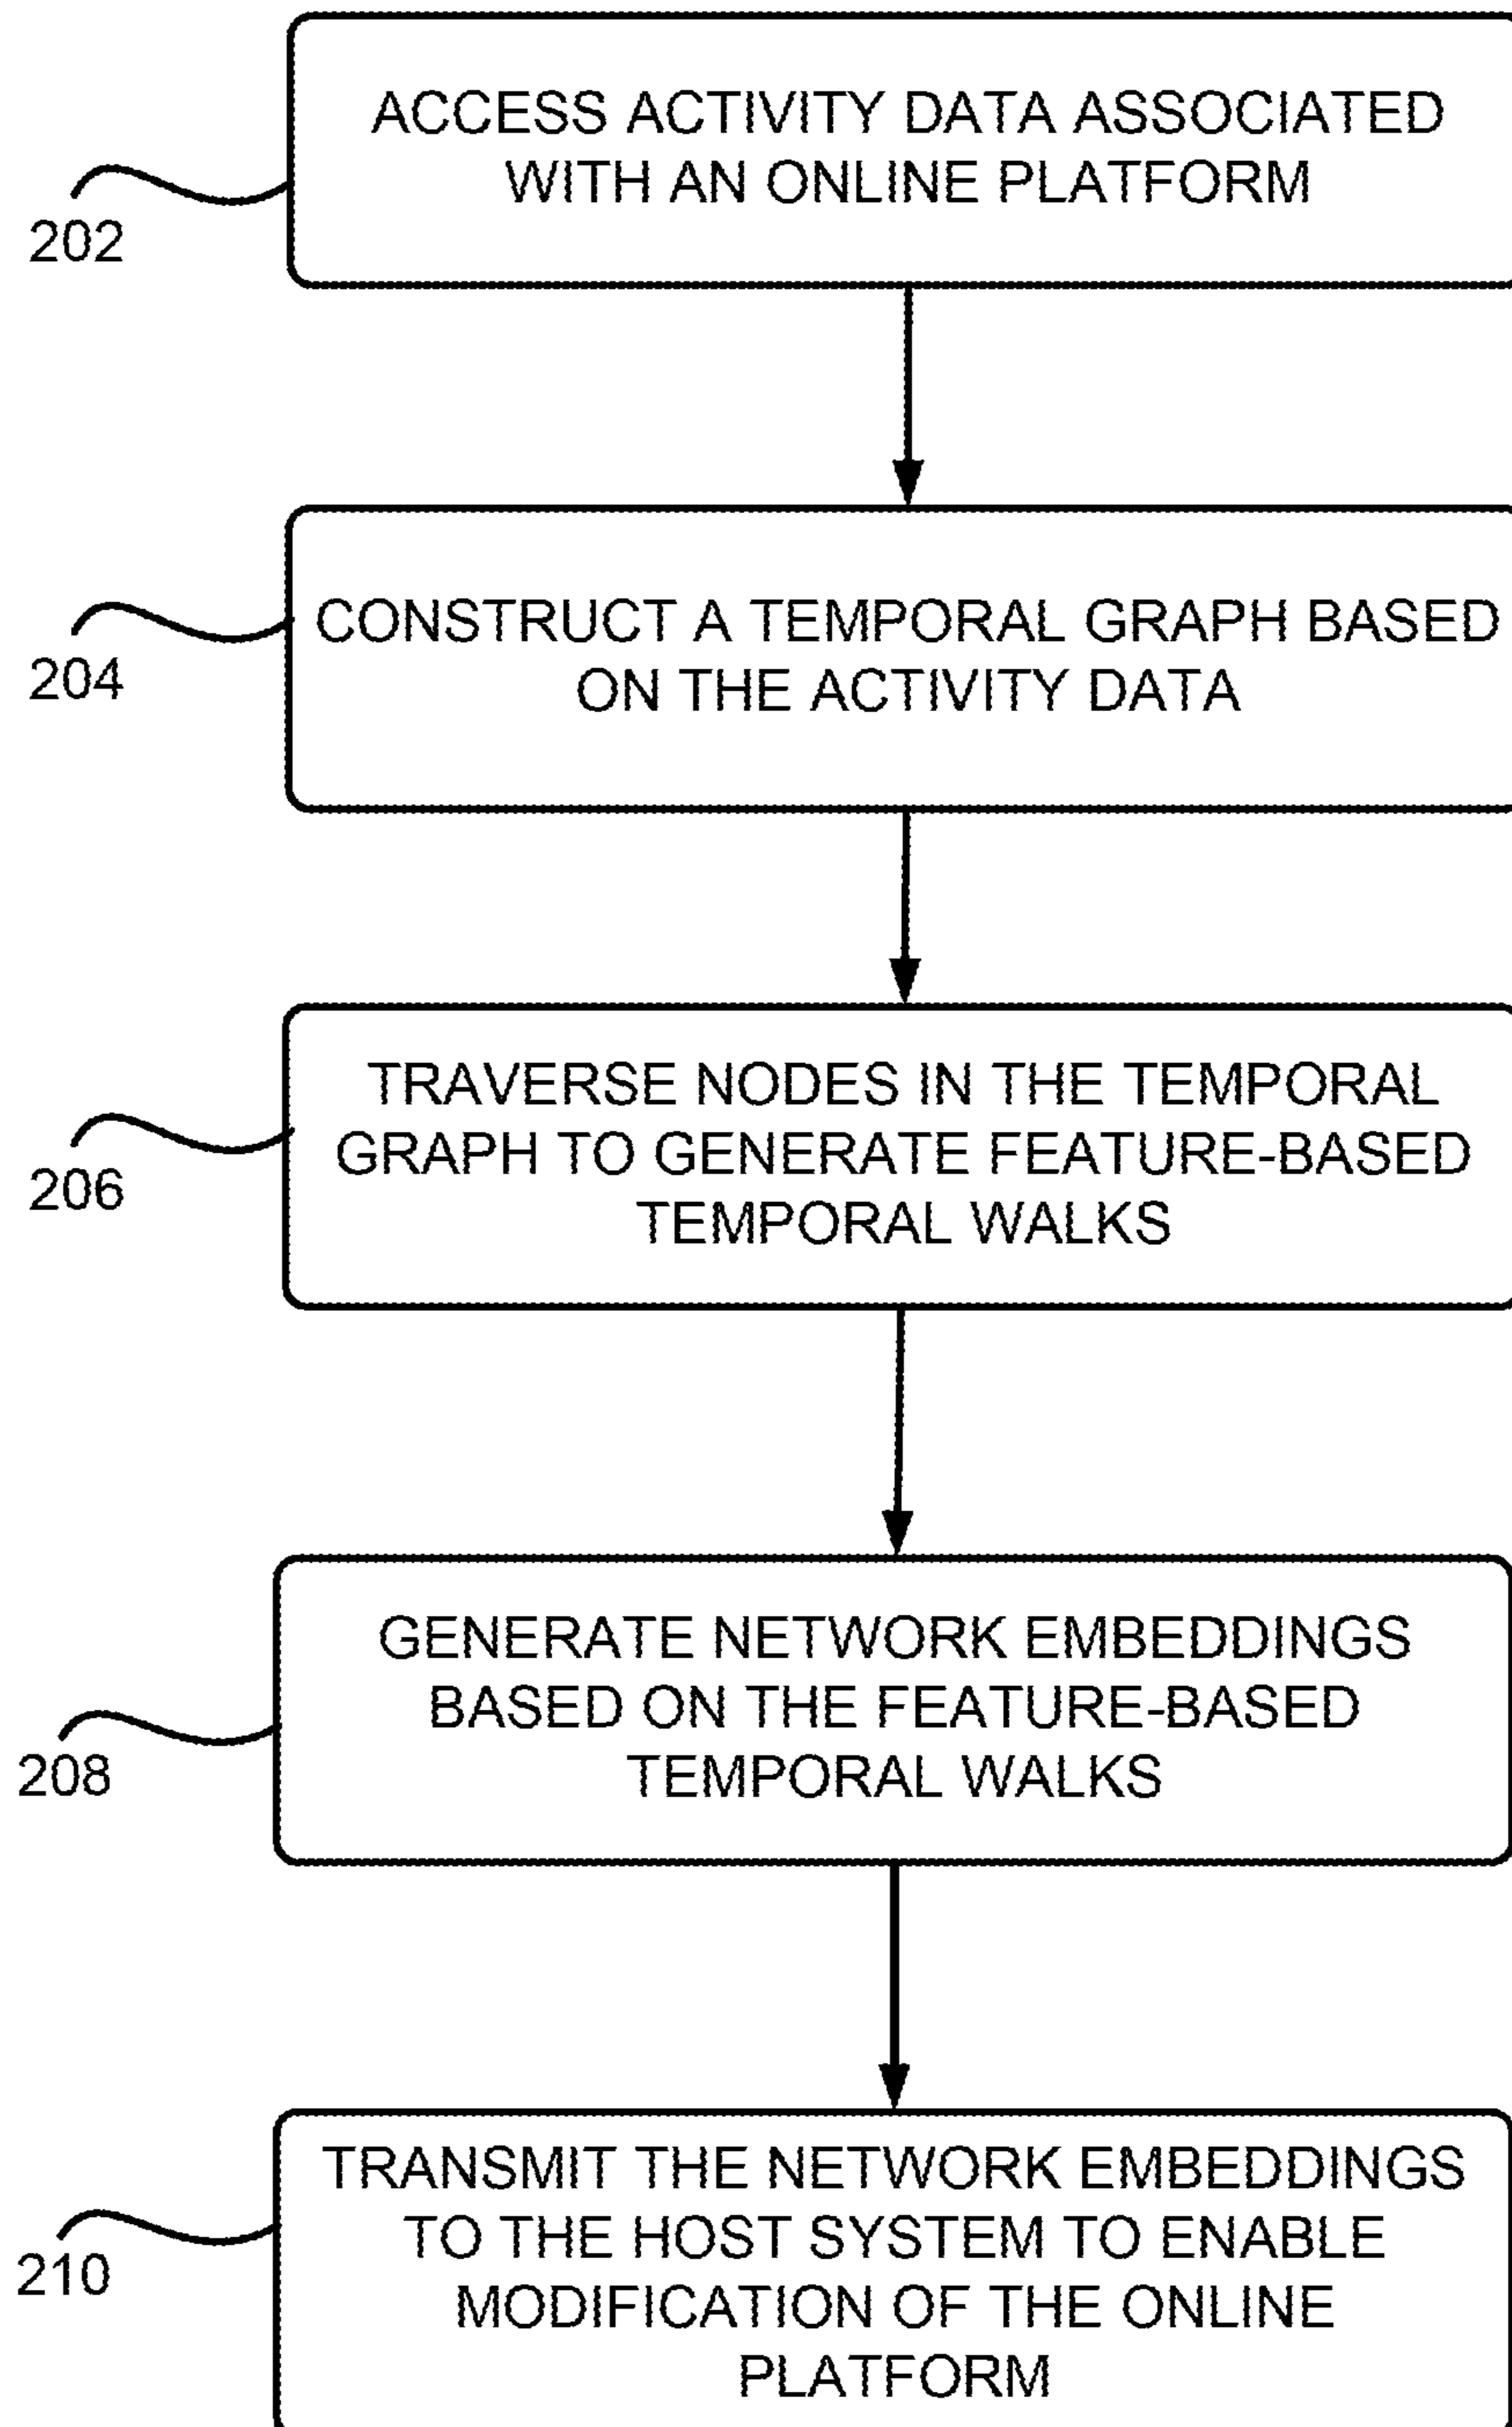 ACCESS ACTIVITY DATA ASSOCIATED
WITH AN ONLINE PLATFORM
202
CONSTRUCT A TEMPORAL GRAPH BASED
ON THE ACTIVITY DATA
204
TRAVERSE NODES IN THE TEMPORAL
GRAPH TO GENERATE FEATURE-BASED
TEMPORAL WALKS
206
GENERATE NETWORK EMBEDDINGS
BASED ON THE FEATURE-BASED
TEMPORAL WALKS
208
TRANSMIT THE NETWORK EMBEDDINGS
TO THE HOST SYSTEM TO ENABLE
MODIFICATION OF THE ONLINE
PLATFORM
210